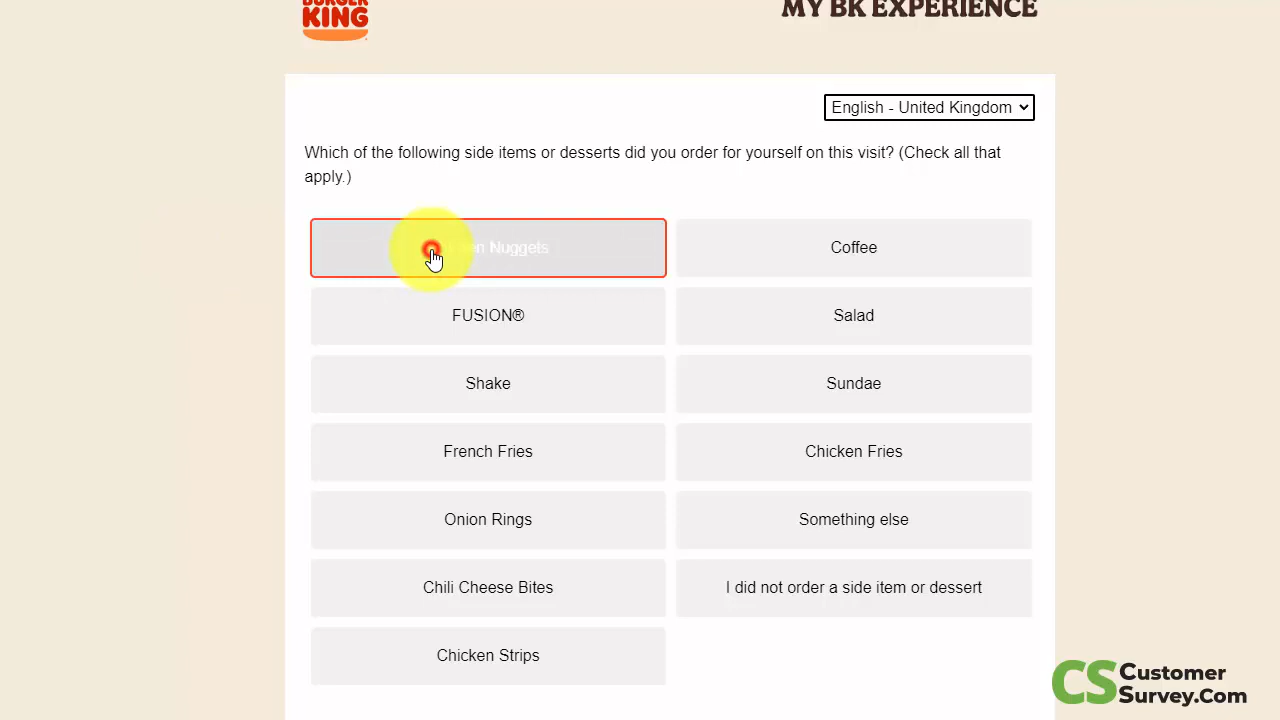 KING
MY BK EXPERIENCE
English - United Kingdom
Which of the following side items or desserts did you order for yourself on this visit? (Check all that
apply.)
Nuggets
Coffee
FUSION®
Salad
Shake
Sundae
French Fries
Chicken Fries
Onion Rings
Something else
Chili Cheese Bites
I did not order a side item or dessert
Chicken Strips
CS Customer
Survey.Com